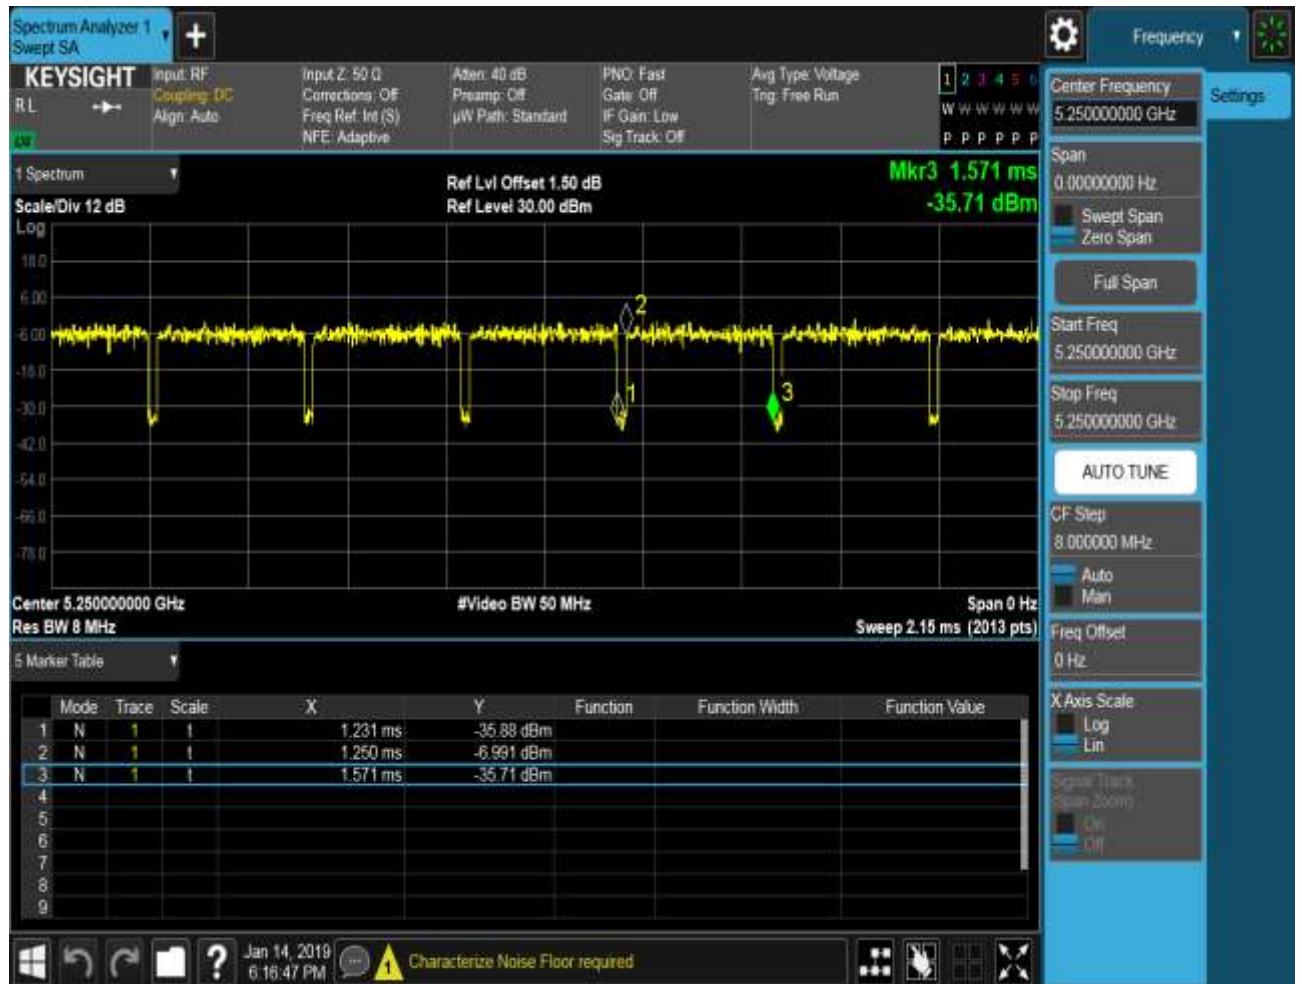 Spectrum Analyzer 1
Swept SA
Frequency
KEYSIGHT
RL
Input: RF
Coupling: DC
Align: Auto
Input Z: 50 Ω
Corrections: Off
Freq Ref: Int (S)
NFE: Adaptive
Atten: 40 dB
Preamp: Off
µW Path: Standard
PNO: Fast
Gate: Off
IF Gain: Low
Sig Track: Off
Avg Type: Voltage
Trig: Free Run
1 2 3 4 5 6
W W W W W W
P P P P P P
1 Spectrum
Scale/Div 12 dB
Ref Lvl Offset 1.50 dB
Ref Level 30.00 dBm
Mkr3 1.571 ms
-35.71 dBm
Log
18.0
6.00
-6.00
-18.0
-30.0
-42.0
-54.0
-66.0
-78.0
2
1
3
Center 5.250000000 GHz
#Video BW 50 MHz
Span 0 Hz
Res BW 8 MHz
Sweep 2.15 ms (2013 pts)
5 Marker Table
Mode Trace Scale X Y Function Function Width Function Value
1 N 1 t 1.231 ms -35.88 dBm
2 N 1 t 1.250 ms -6.991 dBm
3 N 1 t 1.571 ms -35.71 dBm
4
5
6
7
8
9
Jan 14, 2019
6:16:47 PM
1
Characterize Noise Floor required
Center Frequency
5.250000000 GHz
Settings
Span
0.00000000 Hz
Swept Span
Zero Span
Full Span
Start Freq
5.250000000 GHz
Stop Freq
5.250000000 GHz
AUTO TUNE
CF Step
8.000000 MHz
Auto
Man
Freq Offset
0 Hz
X Axis Scale
Log
Lin
Signal Track
(Span Zoom)
On
Off